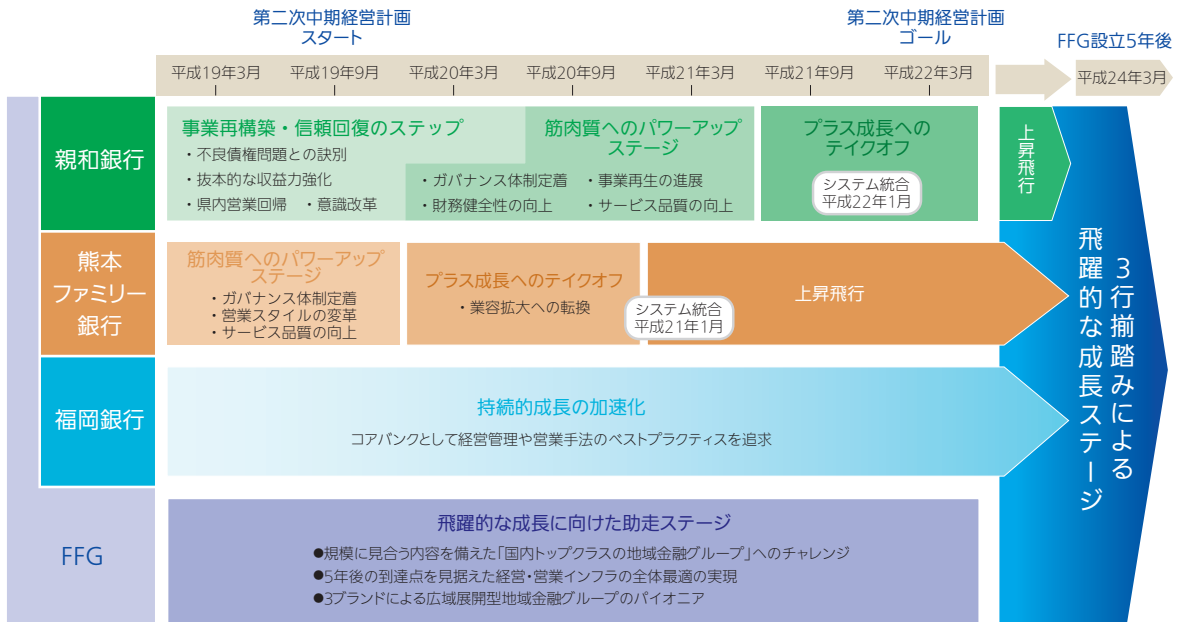 第二次中期経営計画
スタート
第二次中期経営計画
ゴール
FFG設立5年後
平成19年3月
平成19年9月
平成20年3月
平成20年9月
平成21年3月
平成21年9月
平成22年3月
平成24年3月
親和銀行
事業再構築・信頼回復のステップ
・不良債権問題との訣別
・抜本的な収益力強化
・県内営業回帰 ・意識改革
筋肉質へのパワーアップ
ステージ
・ガバナンス体制定着 ・事業再生の進展
・財務健全性の向上 ・サービス品質の向上
プラス成長への
テイクオフ
システム統合
平成22年1月
上昇飛行
熊本
ファミリー
銀行
筋肉質へのパワーアップ
ステージ
・ガバナンス体制定着
・営業スタイルの変革
・サービス品質の向上
プラス成長へのテイクオフ
・業容拡大への転換
システム統合
平成21年1月
上昇飛行
福岡銀行
持続的成長の加速化
コアバンクとして経営管理や営業手法のベストプラクティスを追求
3行揃踏みによる
飛躍的な成長ステージ
FFG
飛躍的な成長に向けた助走ステージ
●規模に見合う内容を備えた「国内トップクラスの地域金融グループ」へのチャレンジ
●5年後の到達点を見据えた経営・営業インフラの全体最適の実現
●3ブランドによる広域展開型地域金融グループのパイオニア